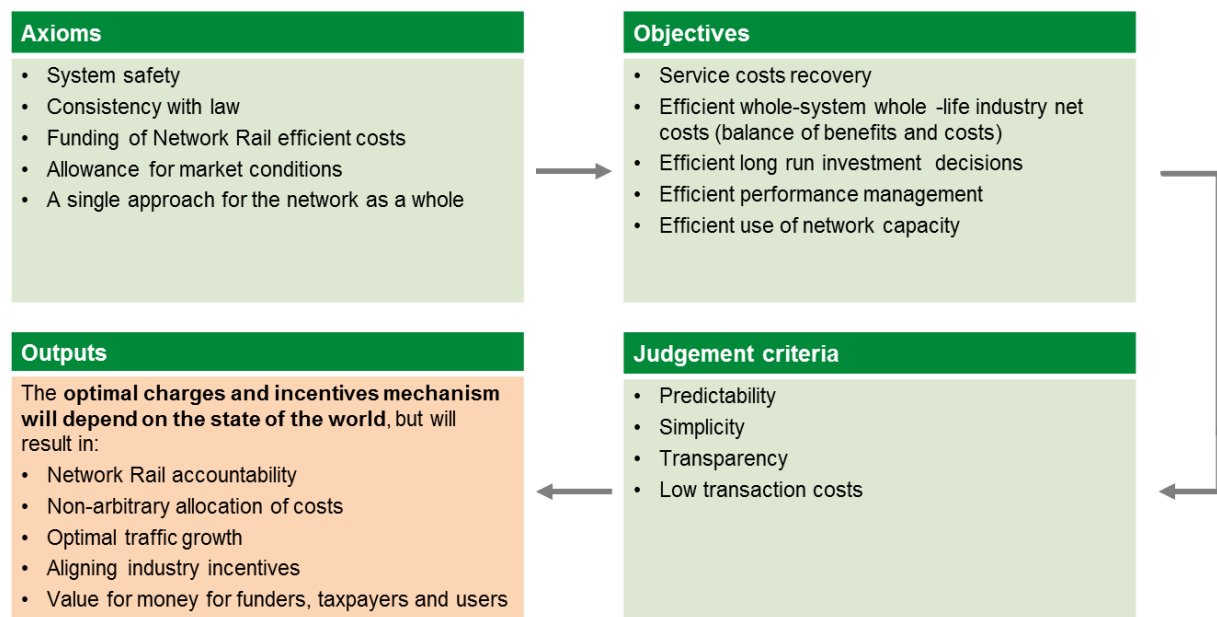 Axioms
• System safety
• Consistency with law
• Funding of Network Rail efficient costs
• Allowance for market conditions
• A single approach for the network as a whole
Objectives
• Service costs recovery
• Efficient whole-system whole -life industry net
costs (balance of benefits and costs)
• Efficient long run investment decisions
• Efficient performance management
• Efficient use of network capacity
Judgement criteria
• Predictability
• Simplicity
• Transparency
• Low transaction costs
Outputs
The optimal charges and incentives mechanism
will depend on the state of the world, but will
result in:
• Network Rail accountability
• Non-arbitrary allocation of costs
• Optimal traffic growth
• Aligning industry incentives
• Value for money for funders, taxpayers and users